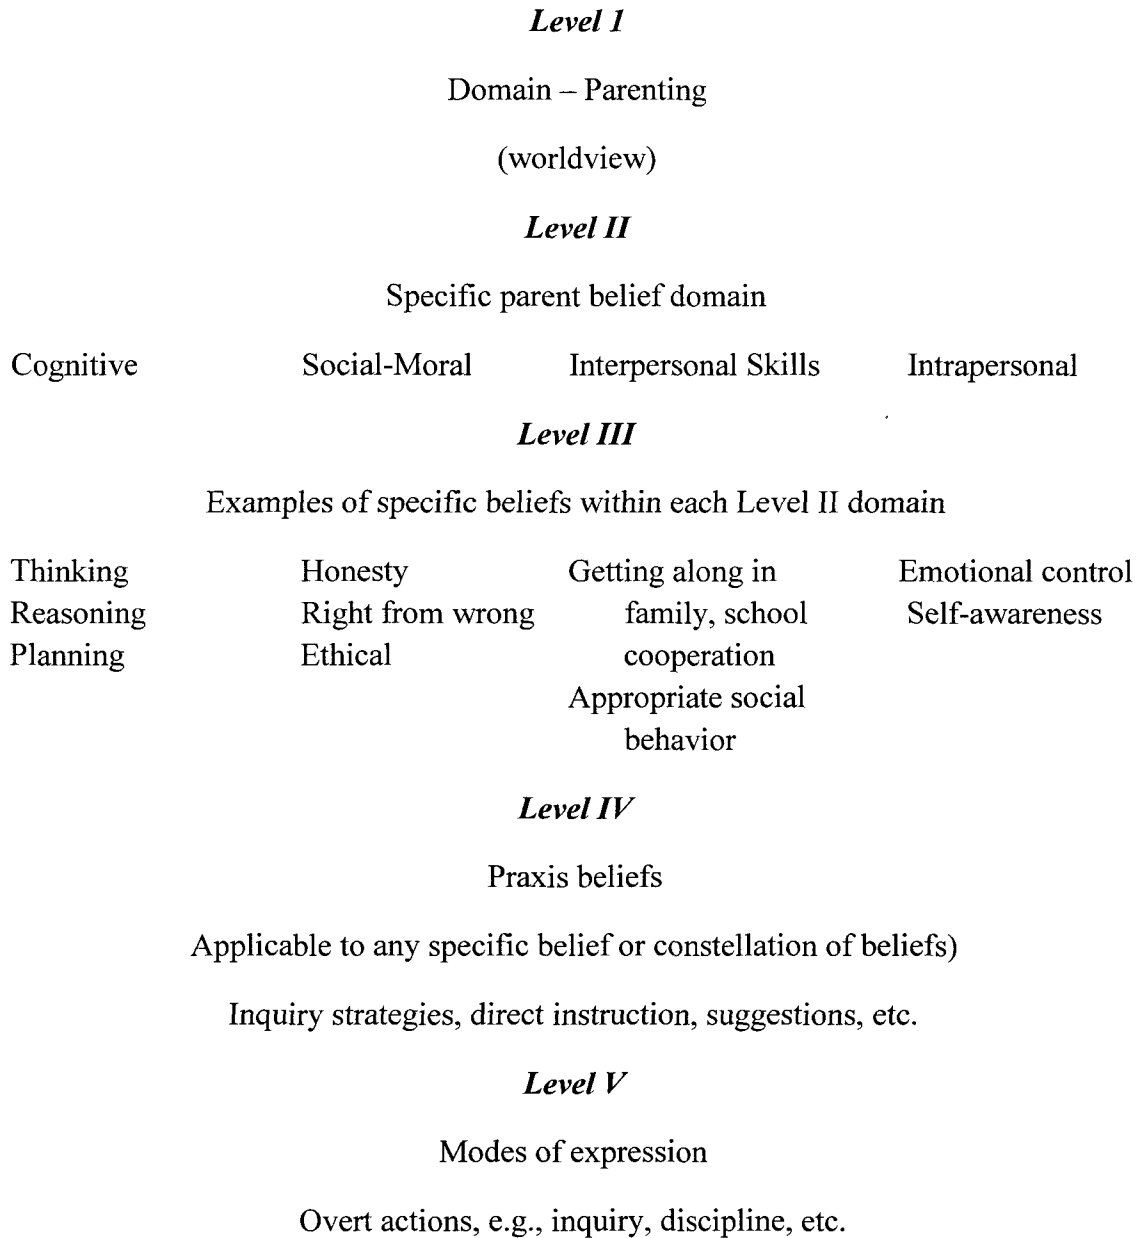 Level 1
Domain – Parenting
(worldview)
Level II
Specific parent belief domain
Cognitive Social-Moral Interpersonal Skills Intrapersonal
Level III
Examples of specific beliefs within each Level II domain
Thinking Honesty Getting along in Emotional control
Reasoning Right from wrong family, school Self-awareness
Planning Ethical cooperation
Appropriate social
behavior
Level IV
Praxis beliefs
Applicable to any specific belief or constellation of beliefs)
Inquiry strategies, direct instruction, suggestions, etc.
Level V
Modes of expression
Overt actions, e.g., inquiry, discipline, etc.